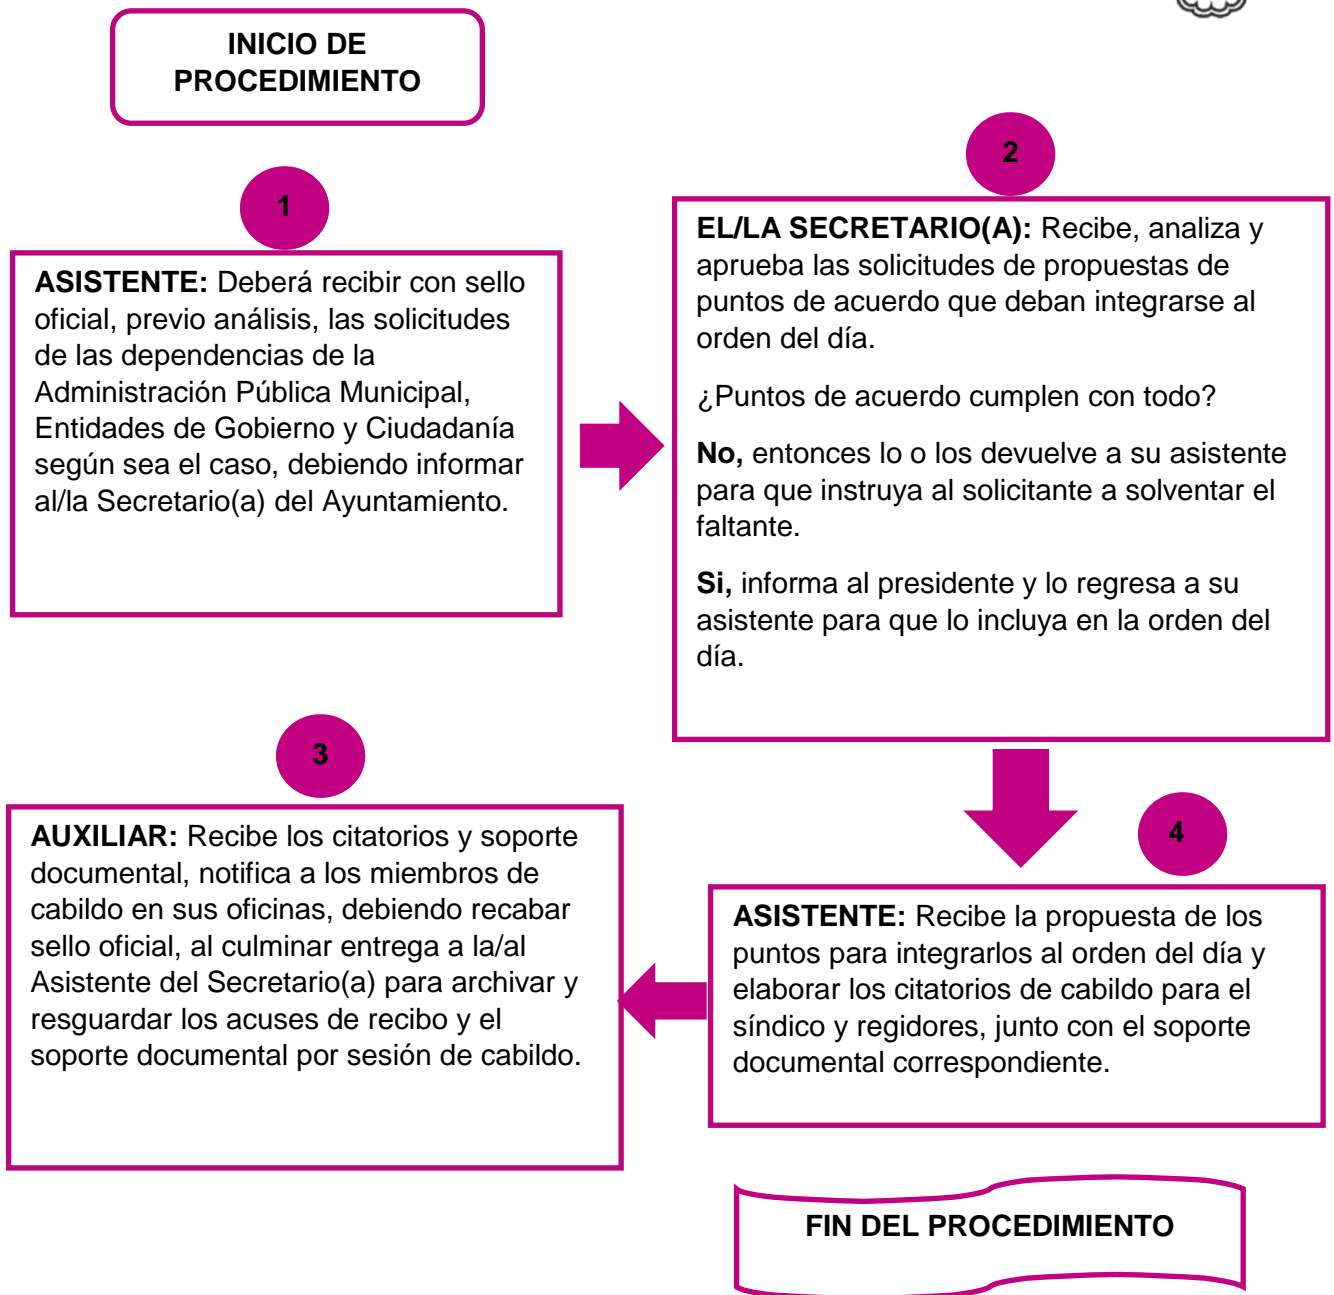 INICIO DE
PROCEDIMIENTO
1
ASISTENTE: Deberá recibir con sello
oficial, previo análisis, las solicitudes
de las dependencias de la
Administración Pública Municipal,
Entidades de Gobierno y Ciudadanía
según sea el caso, debiendo informar
al/la Secretario(a) del Ayuntamiento.
2
EL/LA SECRETARIO(A): Recibe, analiza y
aprueba las solicitudes de propuestas de
puntos de acuerdo que deban integrarse al
orden del día.
¿Puntos de acuerdo cumplen con todo?
No, entonces lo o los devuelve a su asistente
para que instruya al solicitante a solventar el
faltante.
Si, informa al presidente y lo regresa a su
asistente para que lo incluya en la orden del
día.
3
AUXILIAR: Recibe los citatorios y soporte
documental, notifica a los miembros de
cabildo en sus oficinas, debiendo recabar
sello oficial, al culminar entrega a la/al
Asistente del Secretario(a) para archivar y
resguardar los acuses de recibo y el
soporte documental por sesión de cabildo.
4
ASISTENTE: Recibe la propuesta de los
puntos para integrarlos al orden del día y
elaborar los citatorios de cabildo para el
síndico y regidores, junto con el soporte
documental correspondiente.
FIN DEL PROCEDIMIENTO